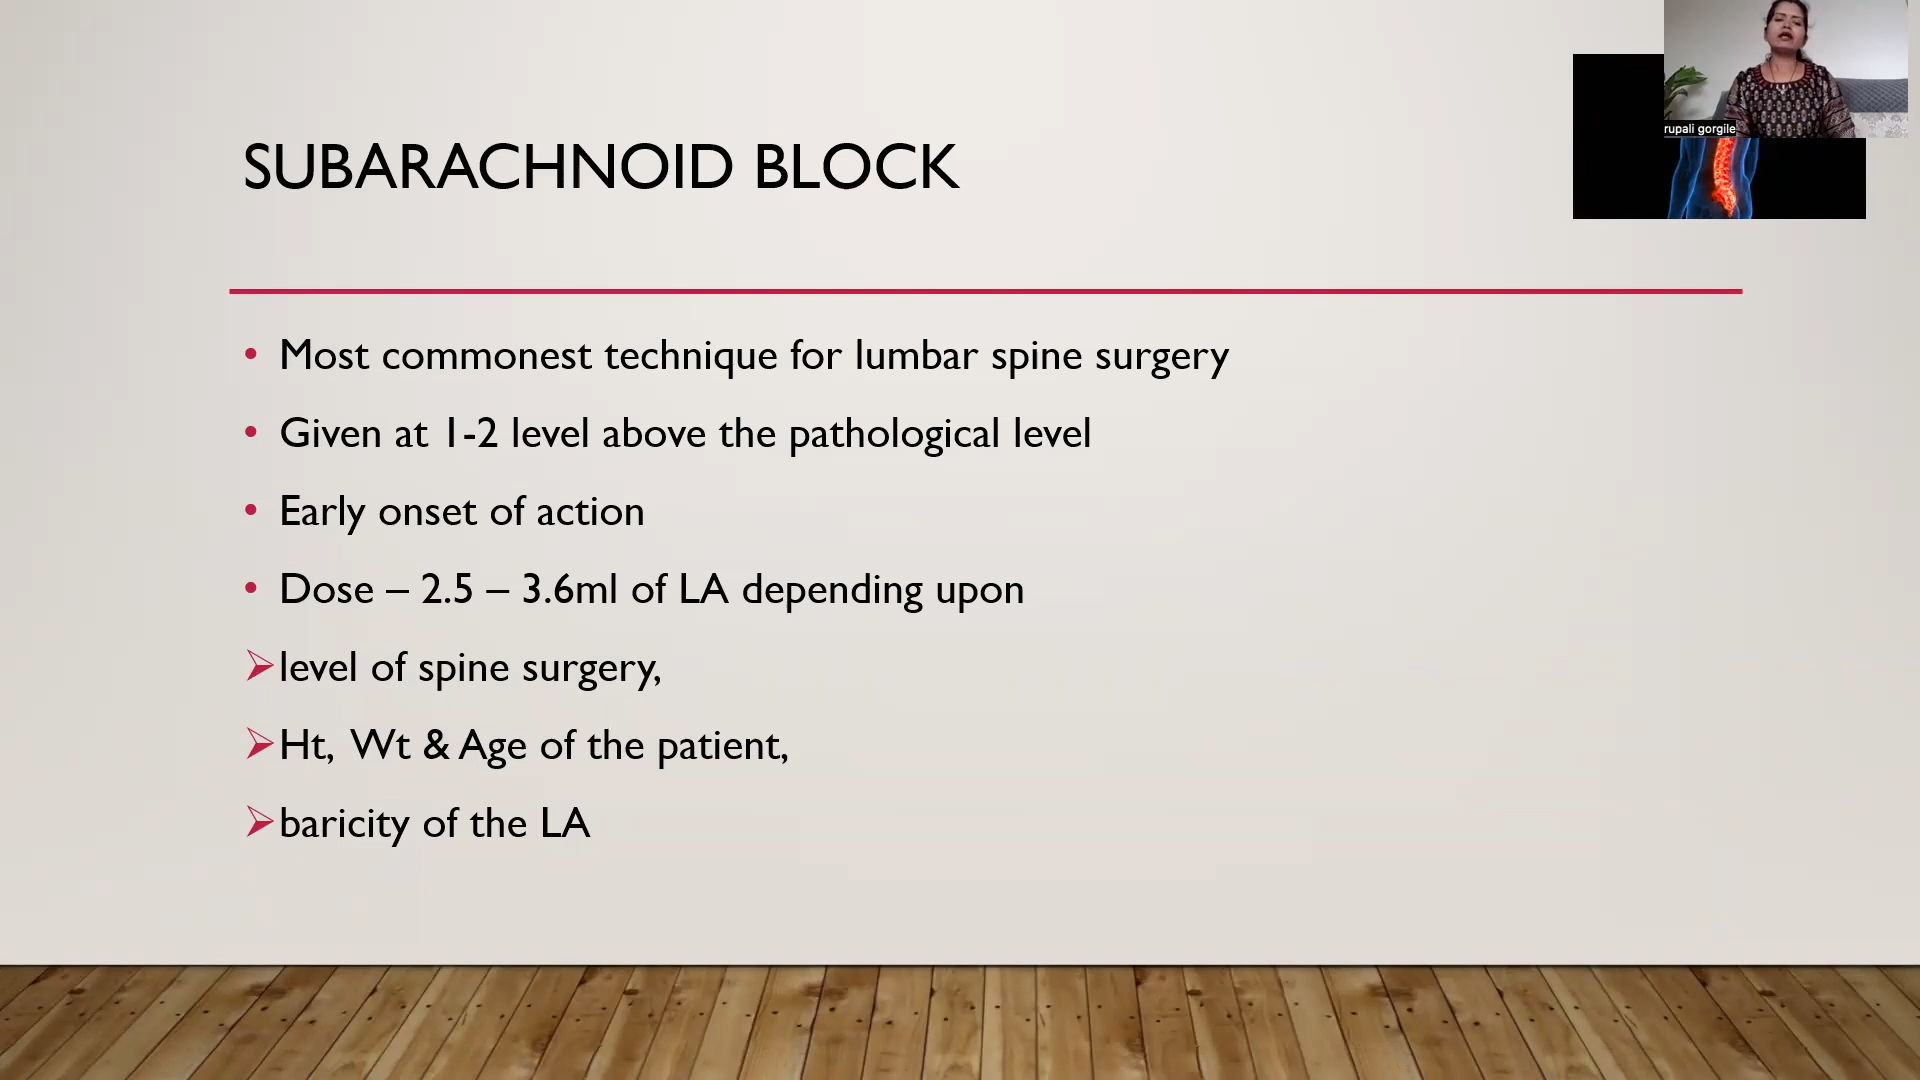 rupali gorgile
SUBARACHNOID BLOCK
• Most commonest technique for lumbar spine surgery
• Given at 1-2 level above the pathological level
• Early onset of action
• Dose – 2.5 – 3.6ml of LA depending upon
➢level of spine surgery,
➢Ht, Wt & Age of the patient,
➢baricity of the LA